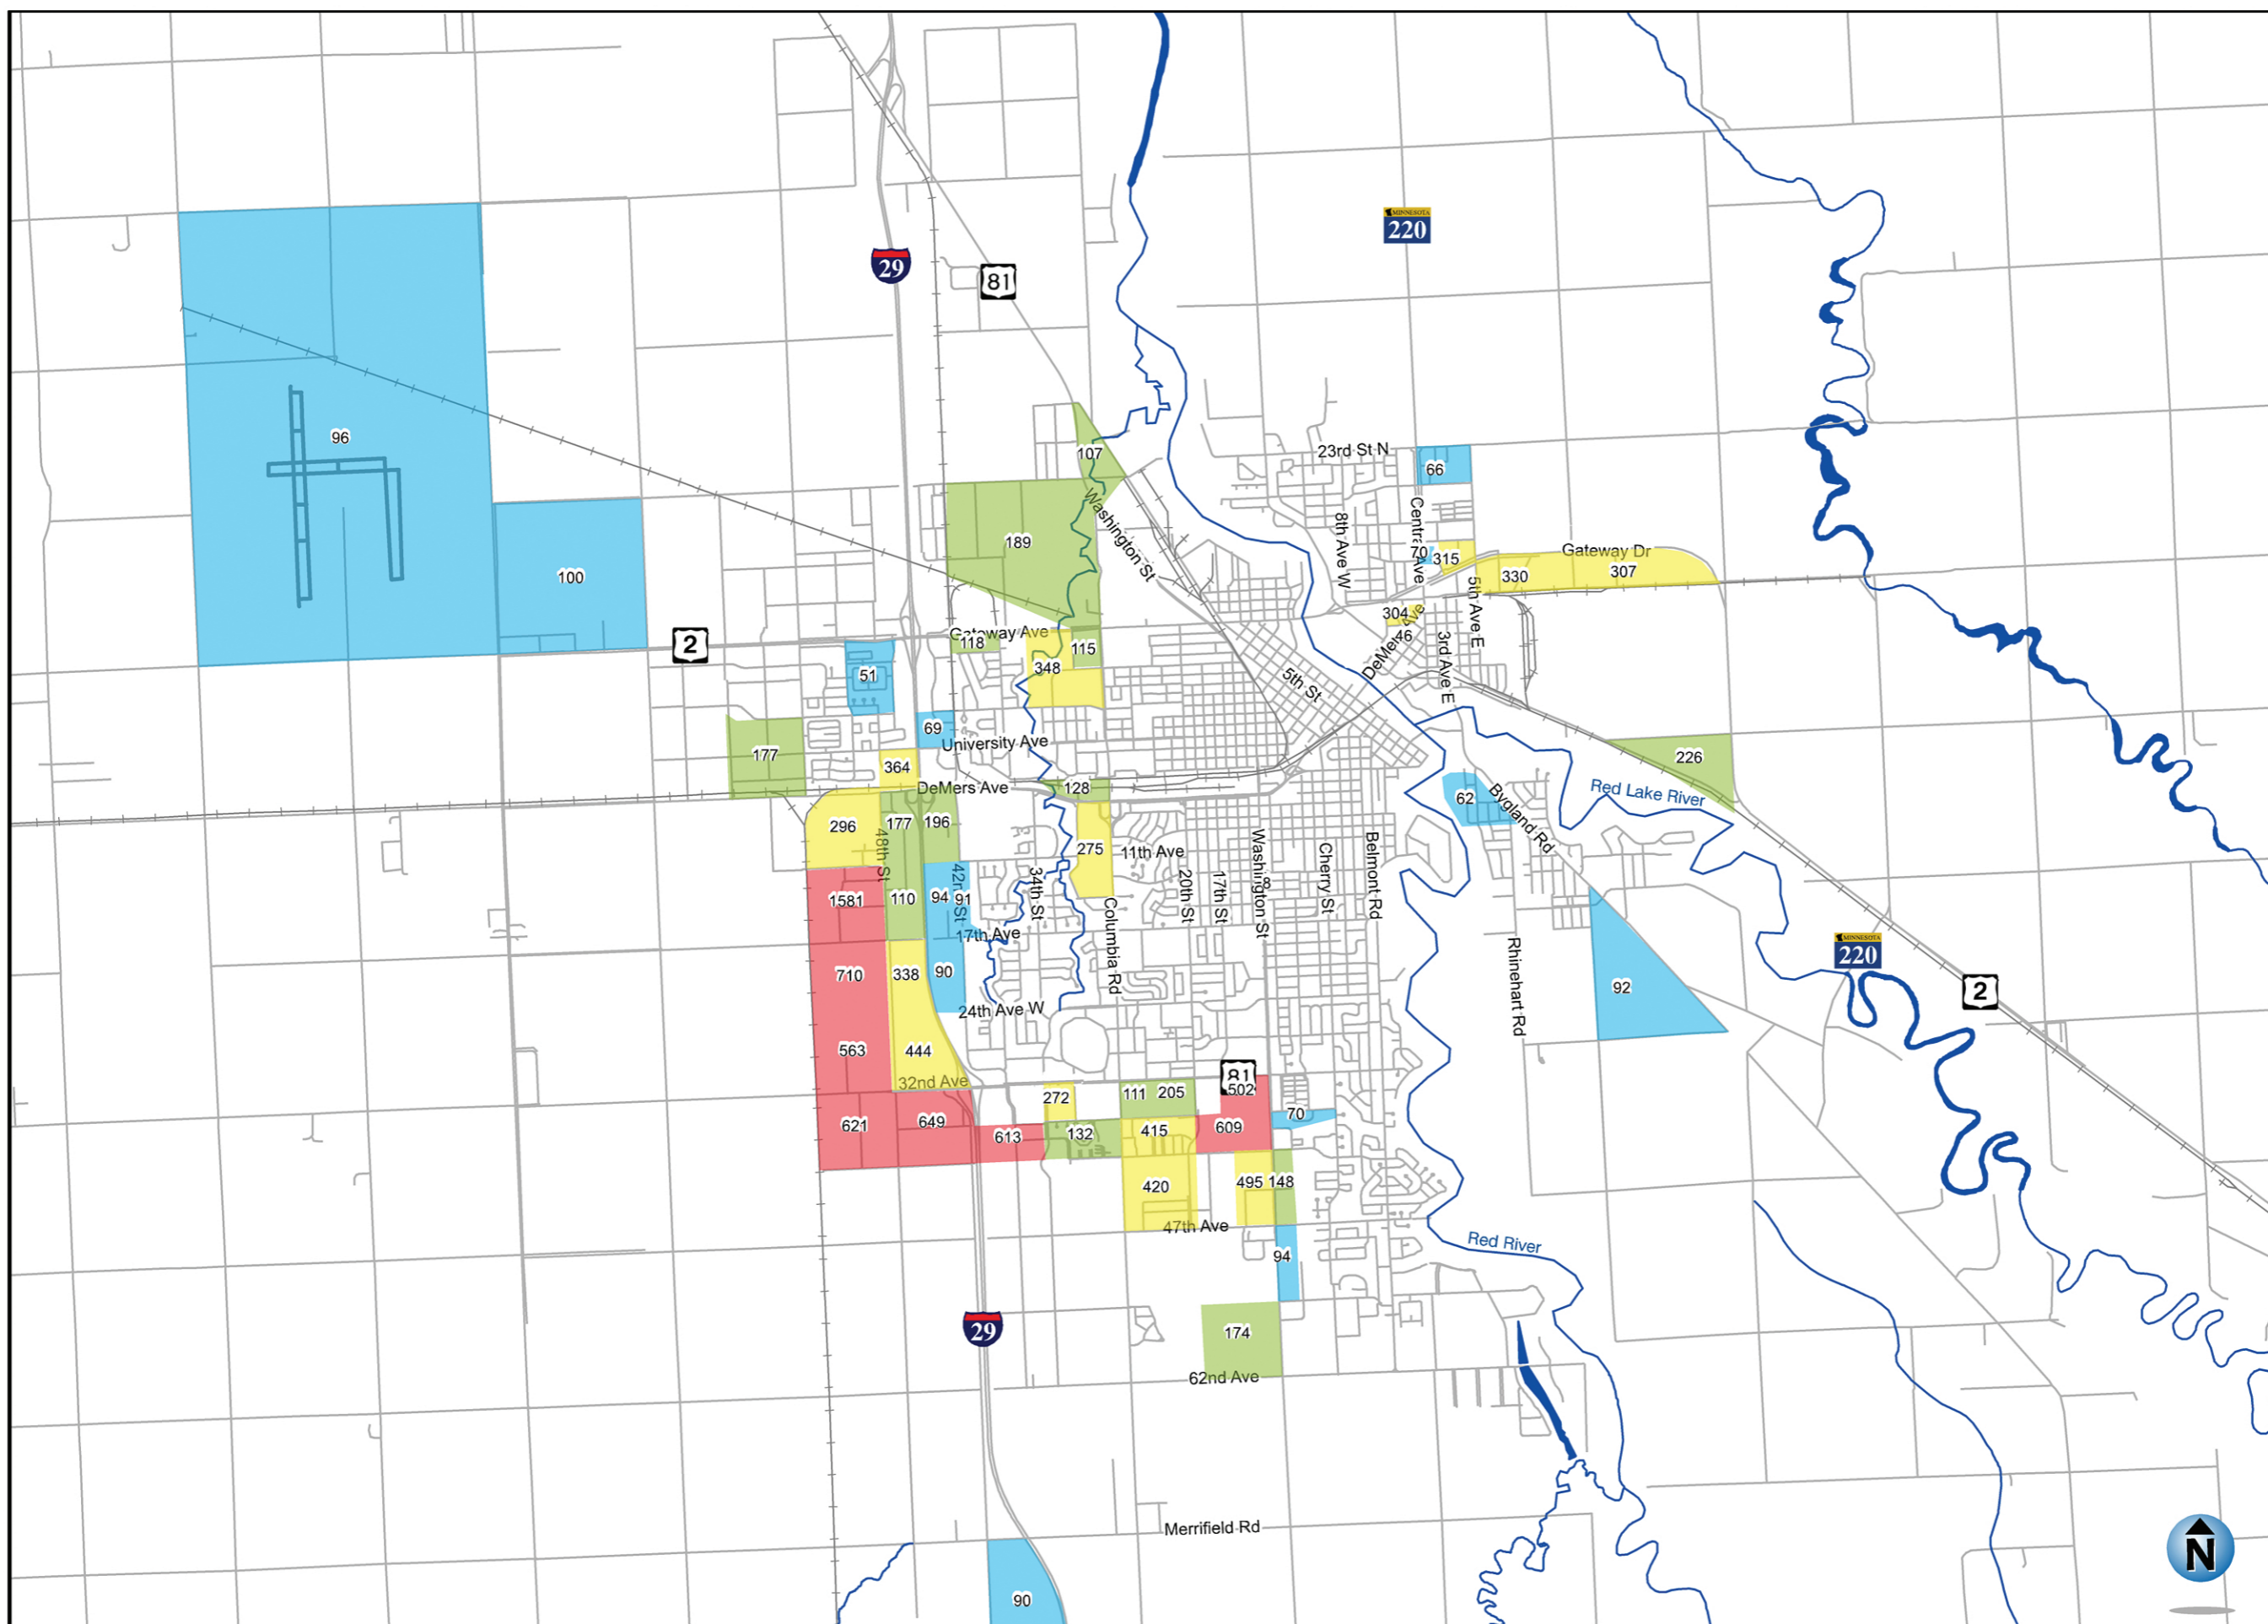 MINNESOTA
220
29
81
96
107
23rd St N
66
Washington St
8th Ave W
Central Ave
189
100
70
315
Gateway Dr
330
307
5th Ave E
304
46
DeMers Ave
3rd Ave E
2
Gateway Ave
118
115
348
51
5th St
69
University Ave
177
364
226
DeMers Ave
128
Red Lake River
62
Bygland Rd
296
177
196
48th St
275
11th Ave
Washington St
8
Cherry St
Belmont Rd
20th St
17th St
34th St
42nd St
1581
110
94
91
Columbia Rd
17th Ave
Rhinehart Rd
MINNESOTA
220
710
338
90
92
2
24th Ave W
563
444
32nd Ave
81
502
272
111
205
70
621
649
613
132
415
609
420
495
148
47th Ave
Red River
94
29
174
62nd Ave
Merrifield Rd
N
90